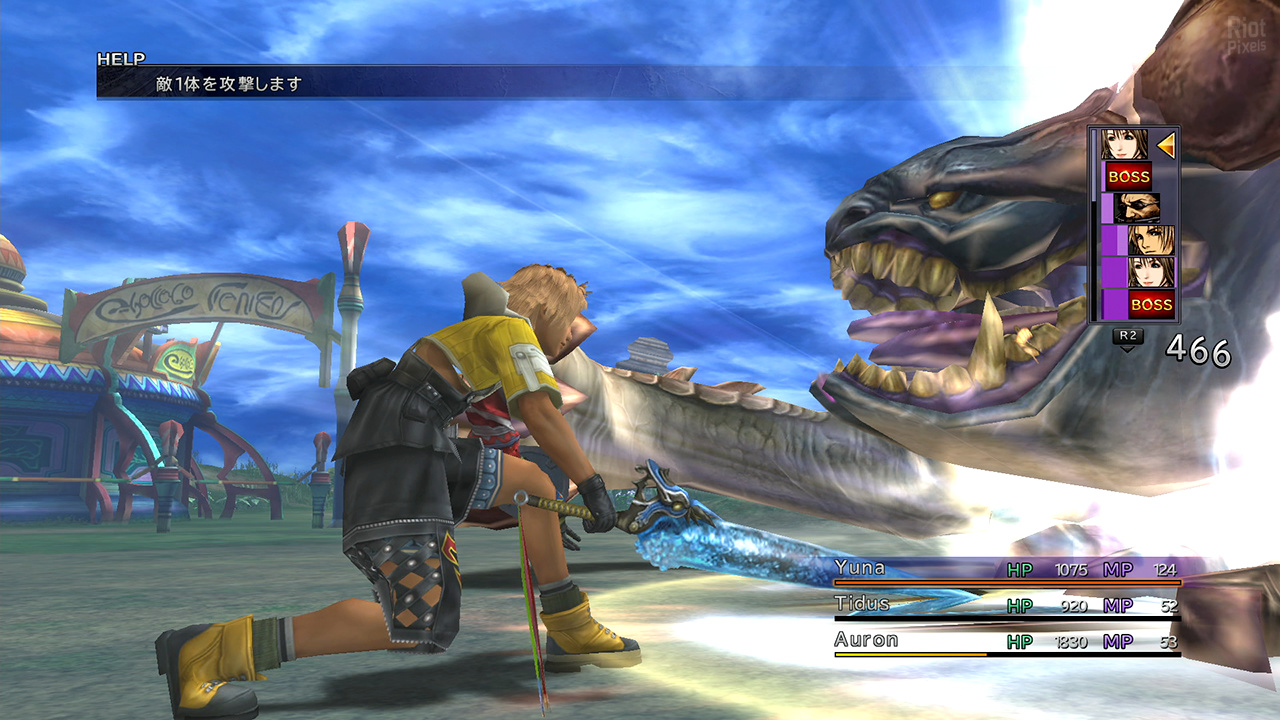 Riot
Pixels
HELP
敵1体を攻撃します
BOSS
BOSS
R2
466
Yuna HP 1075 MP 124
Tidus HP 920 MP 52
Auron HP 1830 MP 53